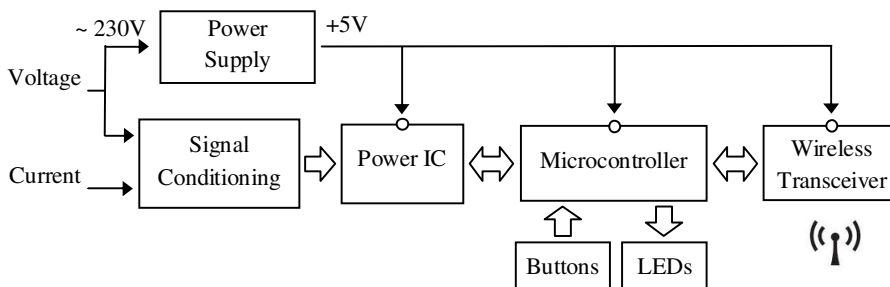 ~ 230V
Power
Supply
+5V
Voltage
Current
Signal
Conditioning
Power IC
Microcontroller
Wireless
Transceiver
Buttons
LEDs